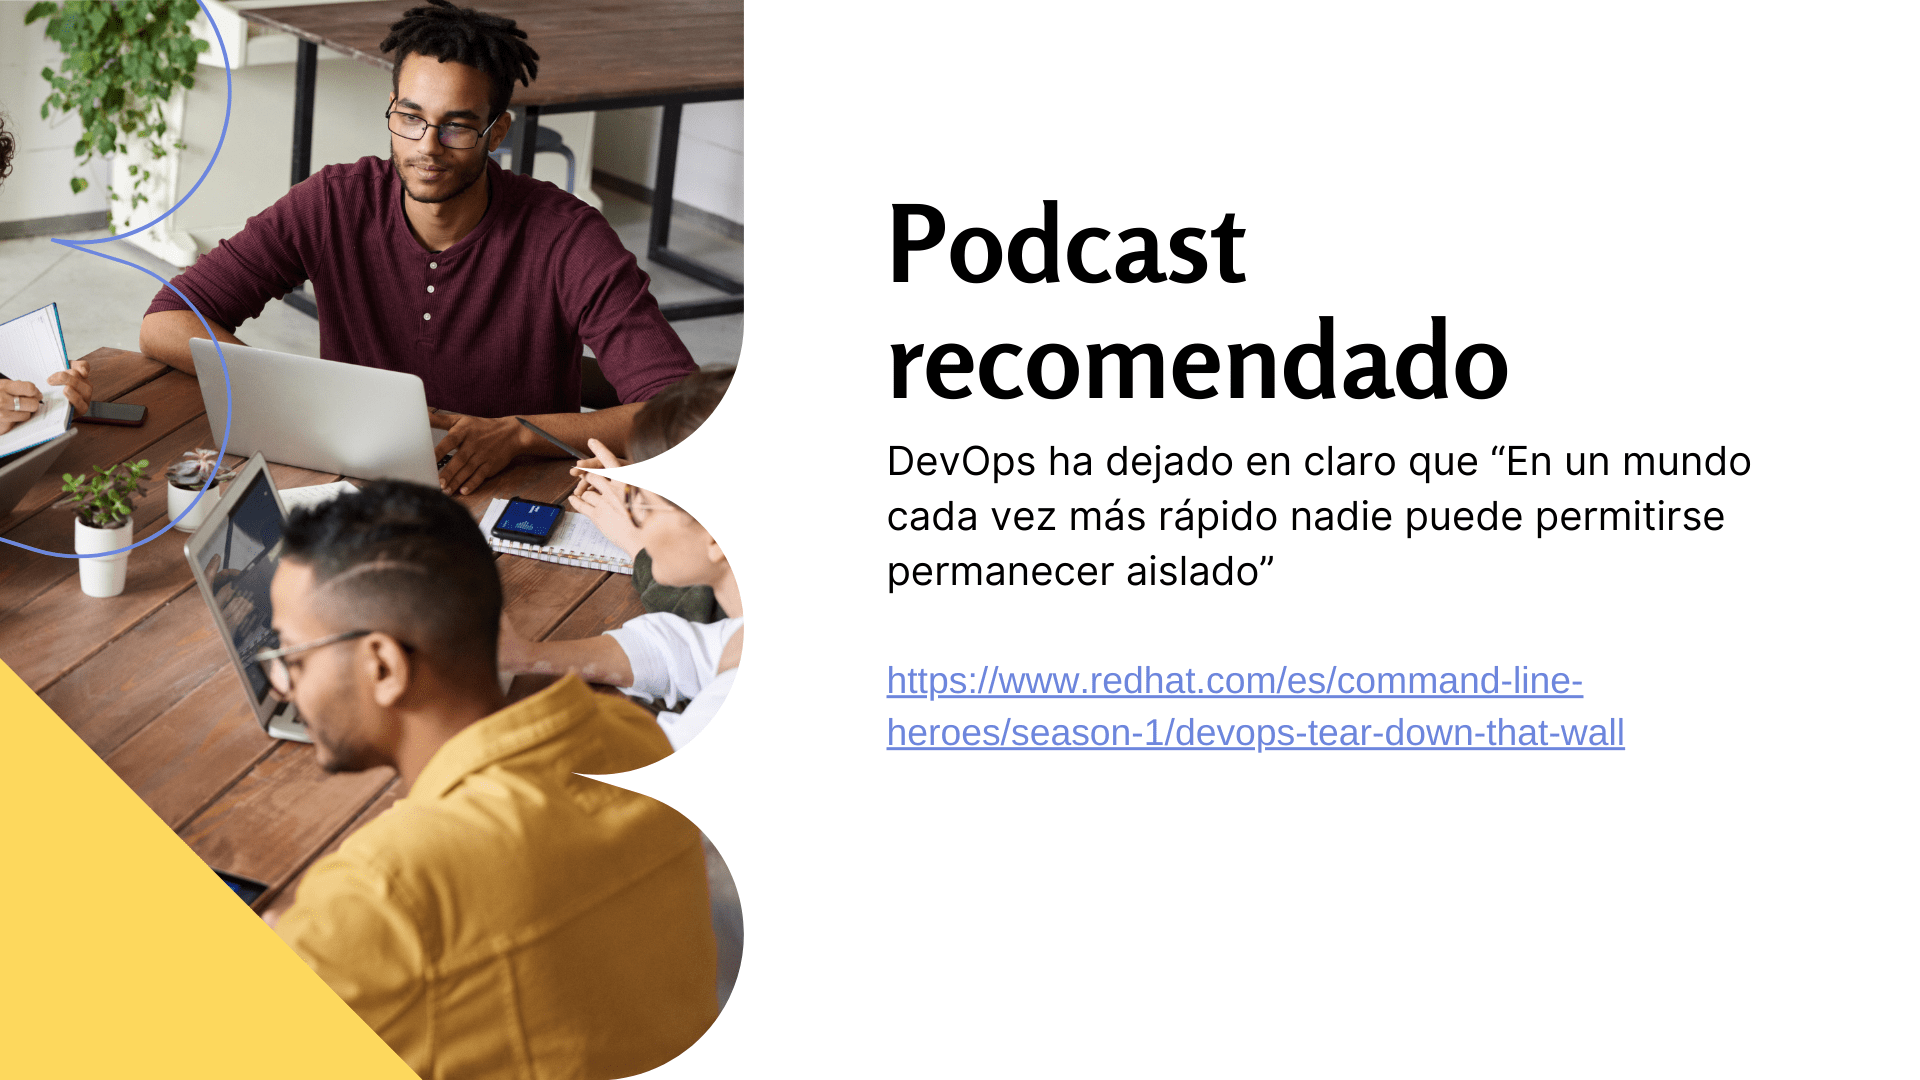 Podcast
recomendado
DevOps ha dejado en claro que “En un mundo
cada vez más rápido nadie puede permitirse
permanecer aislado”
https://www.redhat.com/es/command-line-
heroes/season-1/devops-tear-down-that-wall